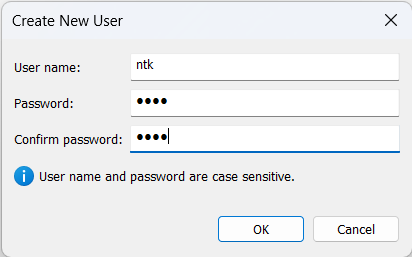 Create New User
User name: ntk
Password: ●●●●
Confirm password: ●●●●
User name and password are case sensitive.
OK Cancel